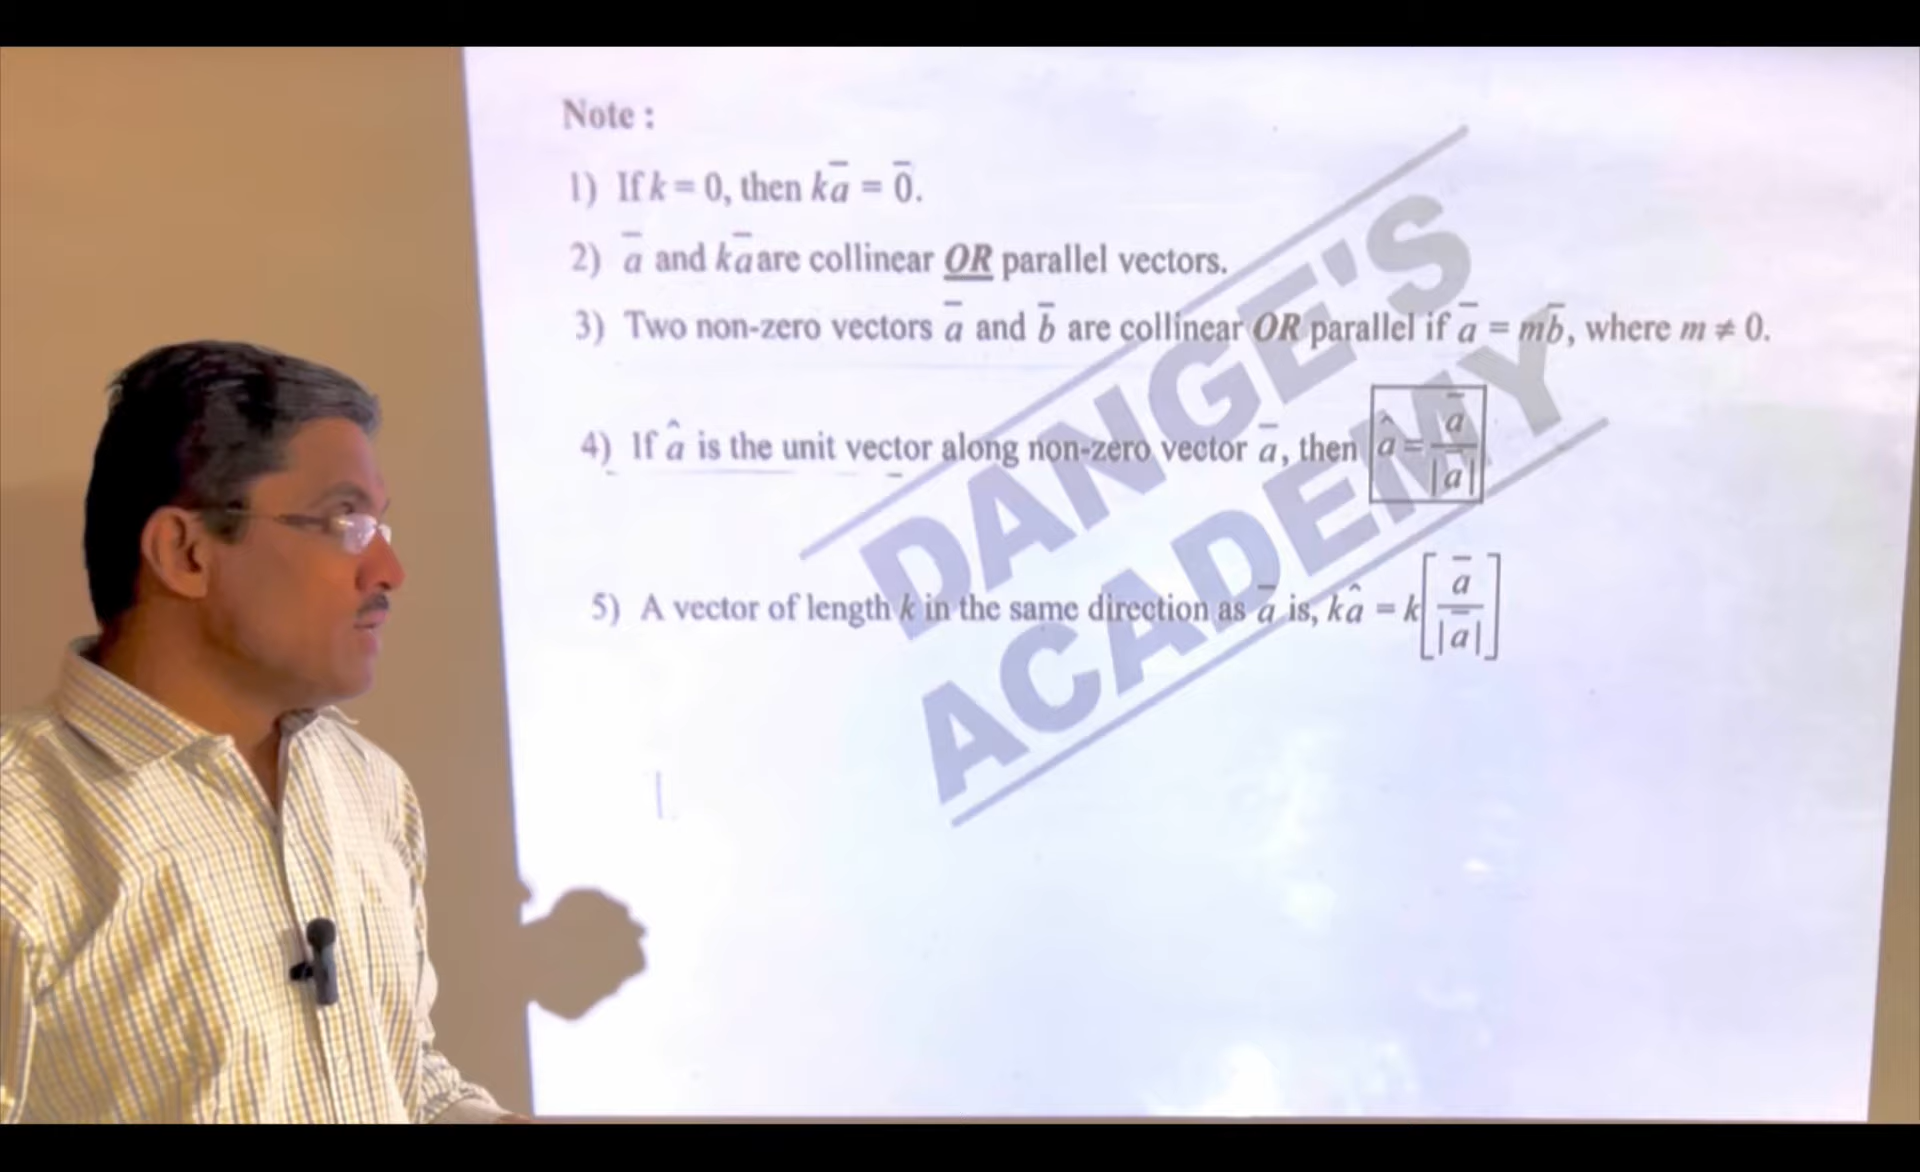 Note :
1) If k = 0, then ka̅ = 0̅.
2) a̅ and ka̅ are collinear OR parallel vectors.
3) Two non-zero vectors a̅ and b̅ are collinear OR parallel if a̅ = mb̅, where m ≠ 0.
4) If â is the unit vector along non-zero vector a̅, then â = a̅/|a̅|
5) A vector of length k in the same direction as a̅ is, kâ = k[a̅/|a̅|]
DANGE'S
ACADEMY